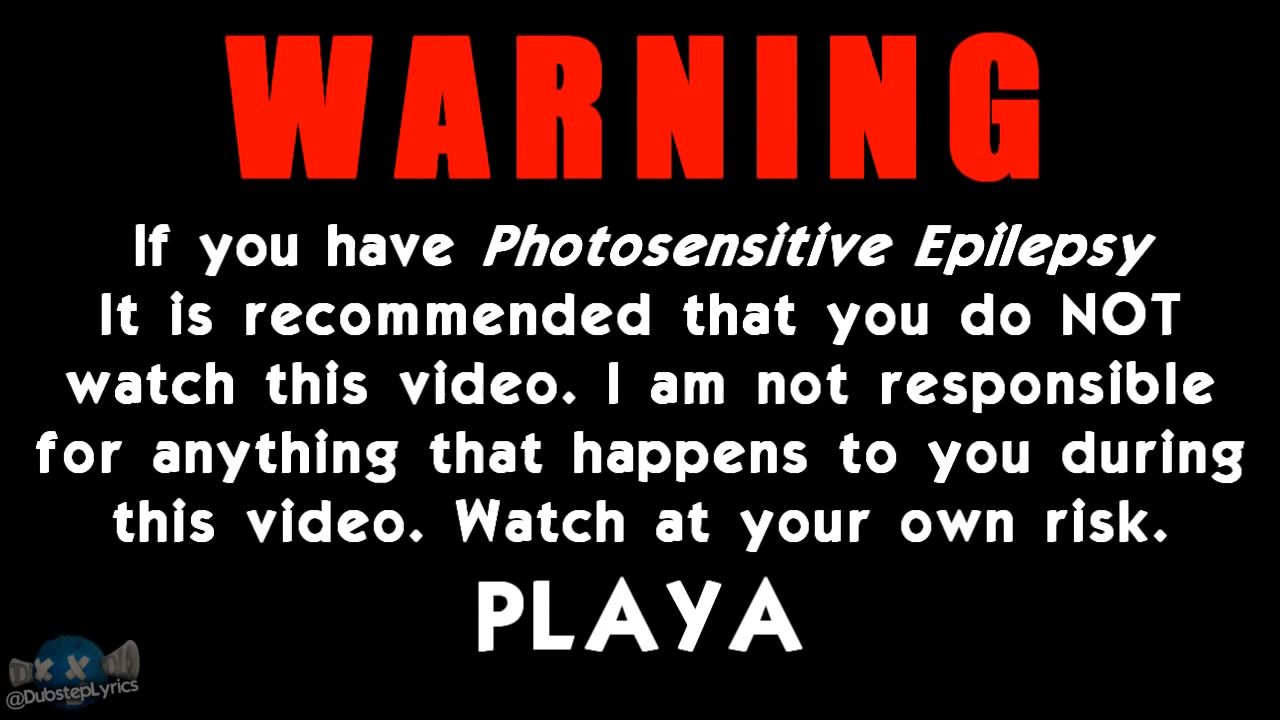 WARNING
If you have Photosensitive Epilepsy
It is recommended that you do NOT
watch this video. I am not responsible
for anything that happens to you during
this video. Watch at your own risk.
PLAYA
@DubstepLyrics